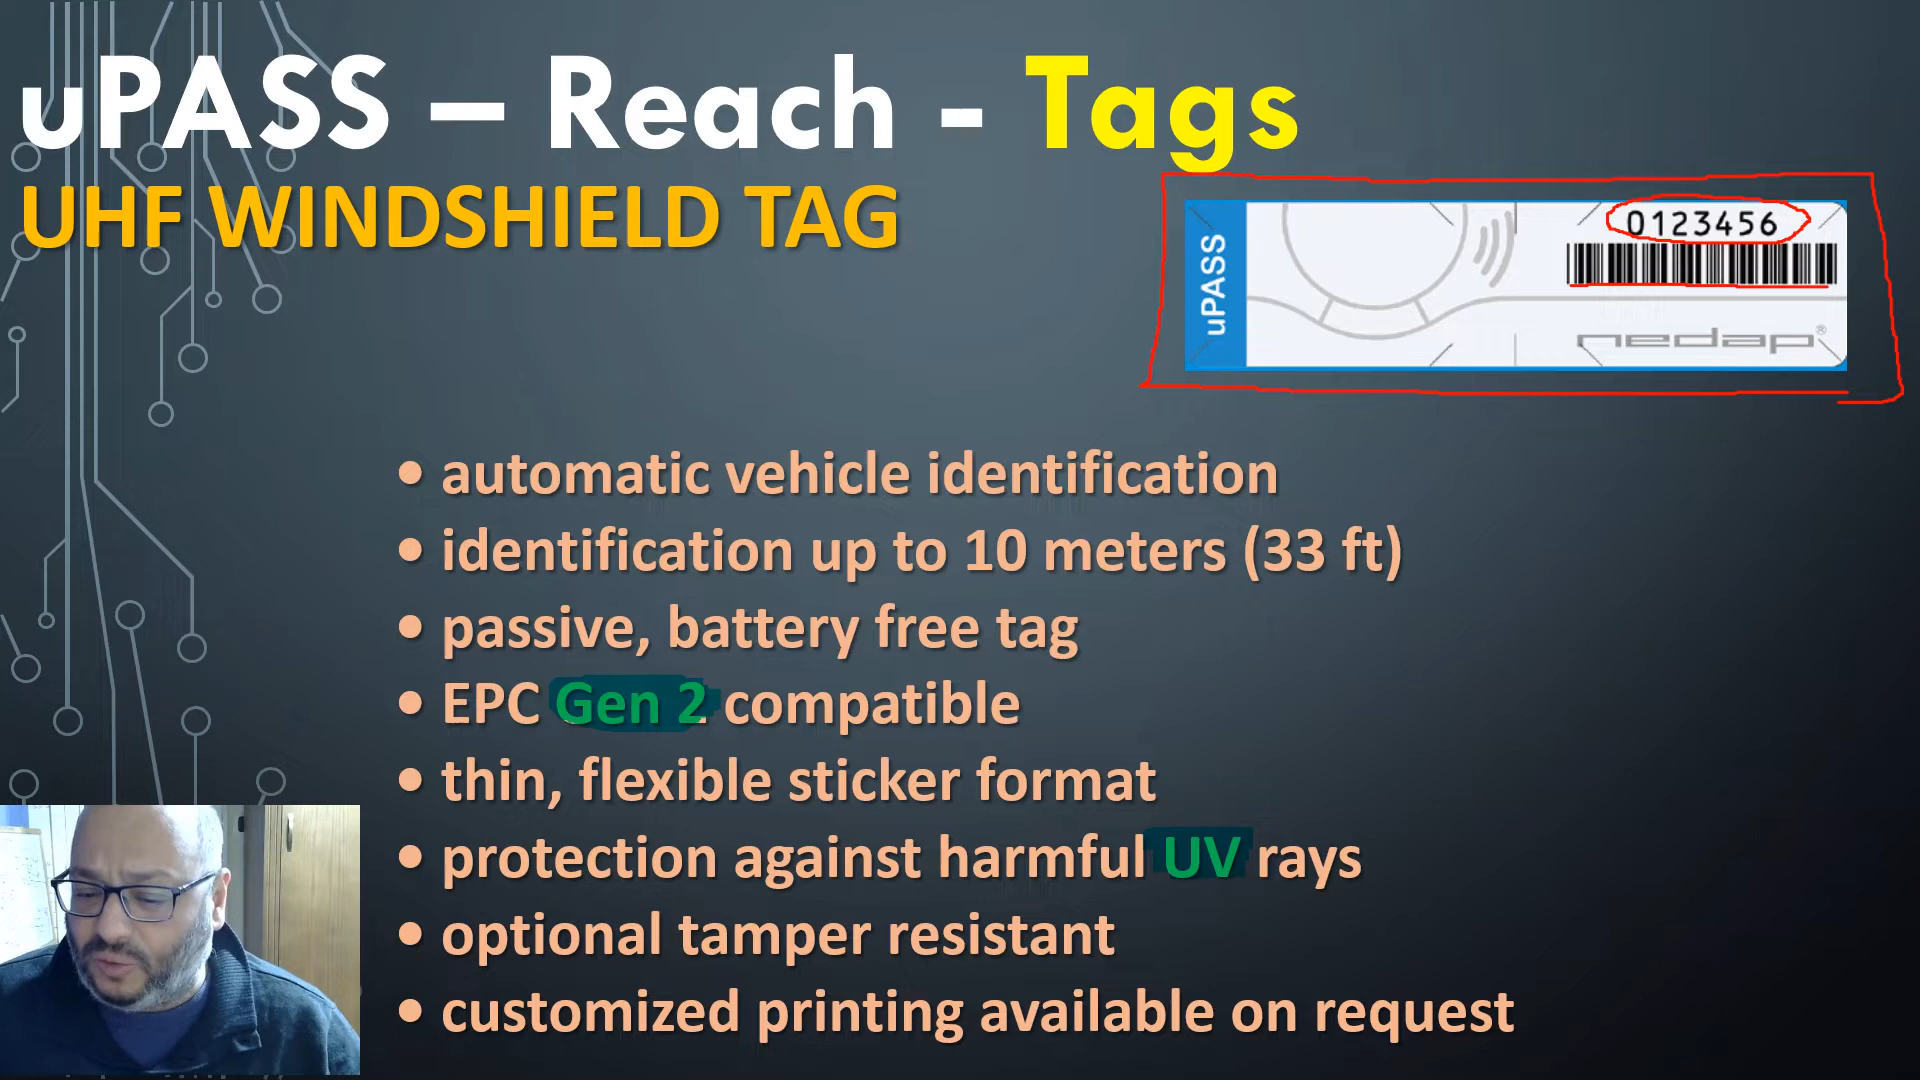 uPASS – Reach - Tags
UHF WINDSHIELD TAG
uPASS
0123456
nedap®
• automatic vehicle identification
• identification up to 10 meters (33 ft)
• passive, battery free tag
• EPC Gen 2 compatible
• thin, flexible sticker format
• protection against harmful UV rays
• optional tamper resistant
• customized printing available on request